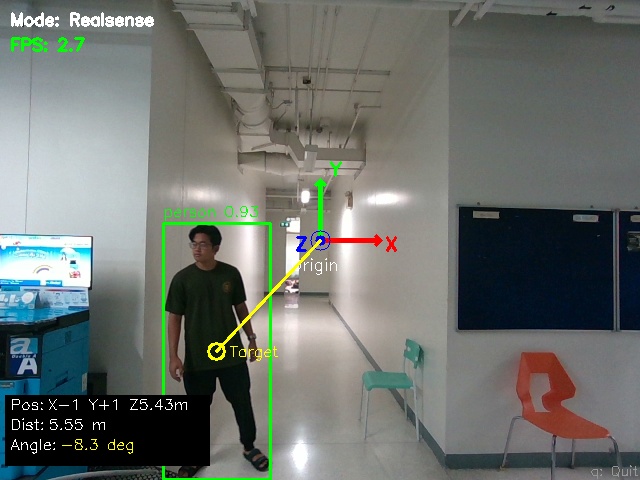 Mode: Realsense
FPS: 2.7
person 0.93
Y
Z
X
Origin
Target
a
A
Pos: X-1 Y+1 Z5.43m
Dist: 5.55 m
Angle: -8.3 deg
q: Quit